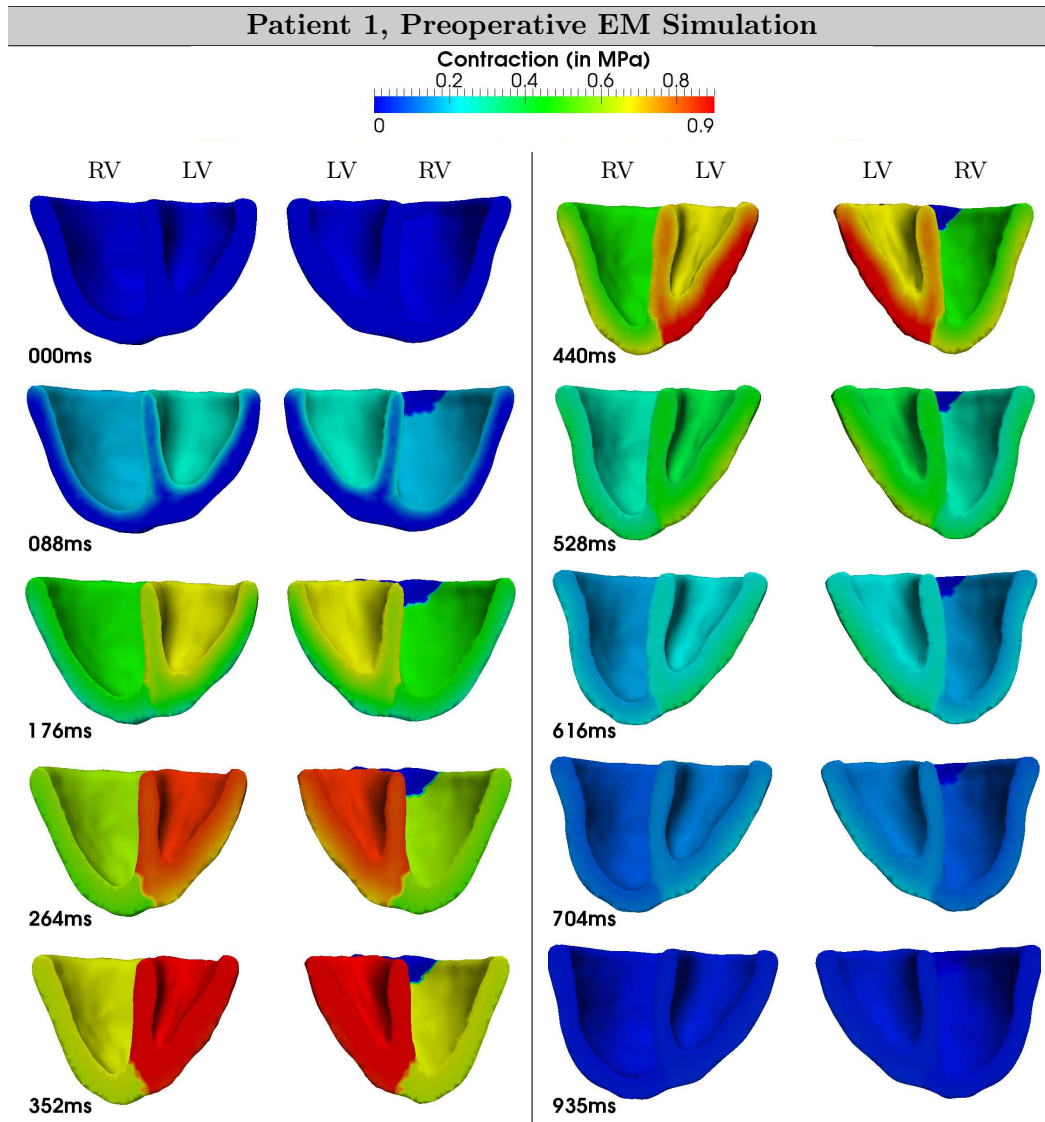 Patient 1, Preoperative EM Simulation
Contraction (in MPa)
0.2 0.4 0.6 0.8
0 0.9
RV LV LV RV
000ms
088ms
176ms
264ms
352ms
RV LV LV RV
440ms
528ms
616ms
704ms
935ms